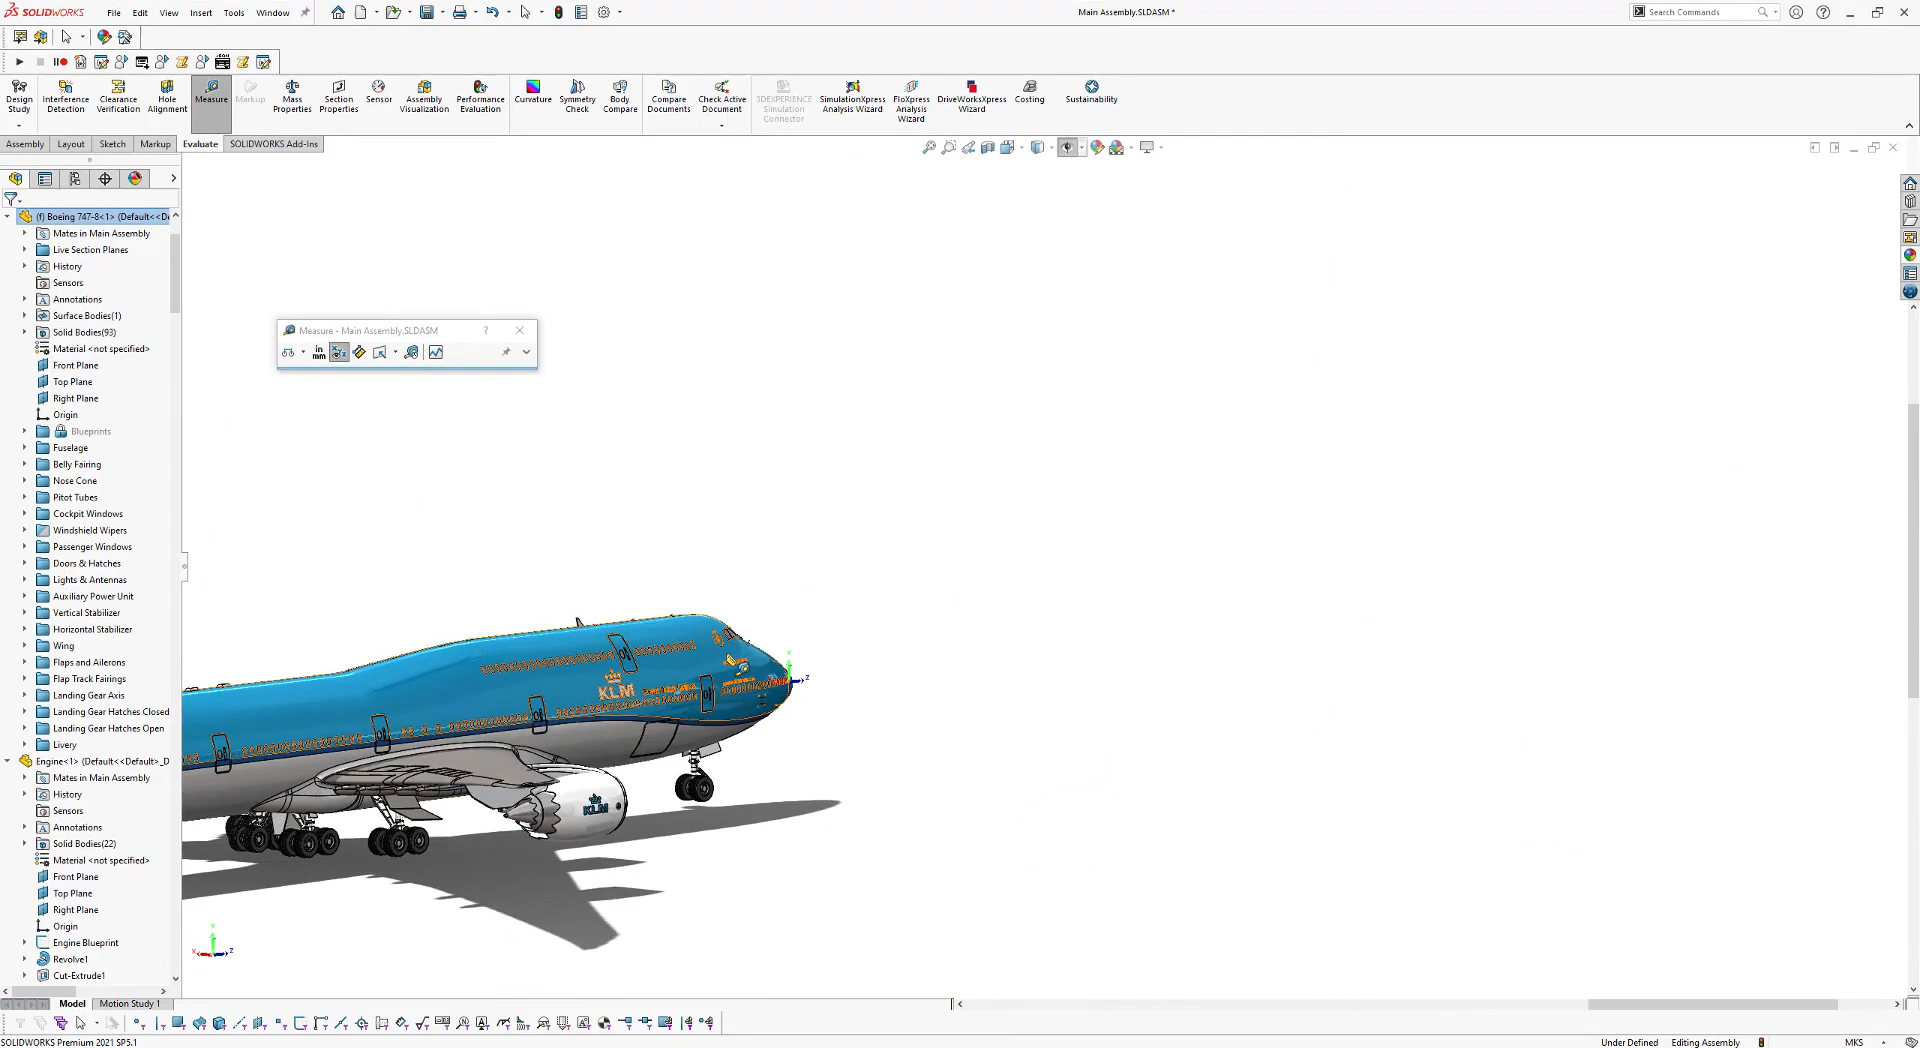 SOLIDWORKS File Edit View Insert Tools Window
Main Assembly.SLDASM *
Search Commands
Design Study
Interference Detection
Clearance Verification
Hole Alignment
Measure
Markup
Mass Properties
Section Properties
Sensor
Assembly Visualization
Performance Evaluation
Curvature
Symmetry Check
Body Compare
Compare Documents
Check Active Document
3DEXPERIENCE Simulation Connector
SimulationXpress Analysis Wizard
FloXpress Analysis Wizard
DriveWorksXpress Wizard
Costing
Sustainability
Assembly Layout Sketch Markup Evaluate SOLIDWORKS Add-Ins
(f) Boeing 747-8<1> (Default<<De
Mates in Main Assembly
Live Section Planes
History
Sensors
Annotations
Surface Bodies(1)
Solid Bodies(93)
Material <not specified>
Front Plane
Top Plane
Right Plane
Origin
Blueprints
Fuselage
Belly Fairing
Nose Cone
Pitot Tubes
Cockpit Windows
Windshield Wipers
Passenger Windows
Doors & Hatches
Lights & Antennas
Auxiliary Power Unit
Vertical Stabilizer
Horizontal Stabilizer
Wing
Flaps and Ailerons
Flap Track Fairings
Landing Gear Axis
Landing Gear Hatches Closed
Landing Gear Hatches Open
Livery
Engine<1> (Default<<Default>_D
Mates in Main Assembly
History
Sensors
Annotations
Solid Bodies(22)
Material <not specified>
Front Plane
Top Plane
Right Plane
Origin
Engine Blueprint
Revolve1
Cut-Extrude1
Measure - Main Assembly.SLDASM ?
in
mm
KLM
KLM
Y
Z
Y
X
Z
Model Motion Study 1
SOLIDWORKS Premium 2021 SP5.1
Under Defined Editing Assembly MKS